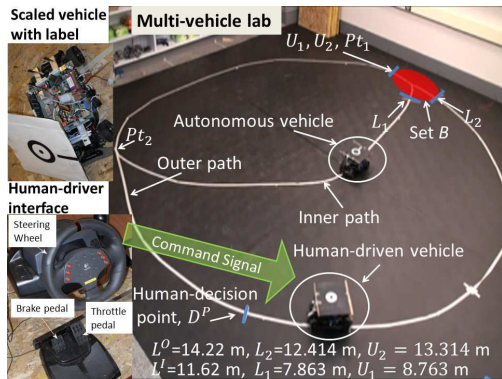 Scaled vehicle
with label
Multi-vehicle lab
U₁, U₂, Pt₁
L₁
L₂
Set B
Autonomous vehicle
Pt₂
Outer path
Inner path
Human-driver
interface
Steering
Wheel
Command Signal
Human-driven vehicle
Brake pedal
Throttle
pedal
Human-decision
point, Dᴾ
Lᴼ=14.22 m, L₂=12.414 m, U₂ = 13.314 m
Lᴵ=11.62 m, L₁=7.863 m, U₁ = 8.763 m